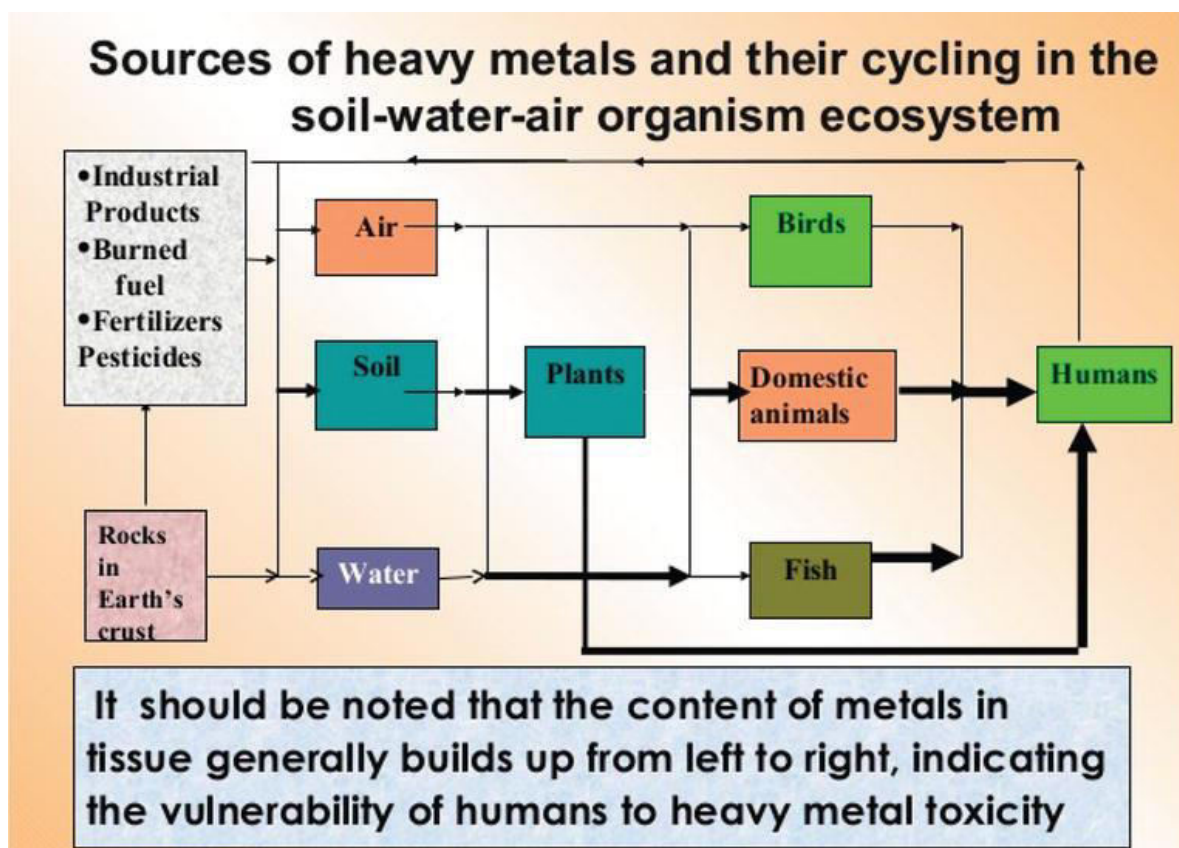 Sources of heavy metals and their cycling in the
soil-water-air organism ecosystem
•Industrial
Products
•Burned
fuel
•Fertilizers
Pesticides
Air
Birds
Soil
Plants
Domestic
animals
Humans
Rocks
in
Earth's
crust
Water
Fish
It should be noted that the content of metals in
tissue generally builds up from left to right, indicating
the vulnerability of humans to heavy metal toxicity